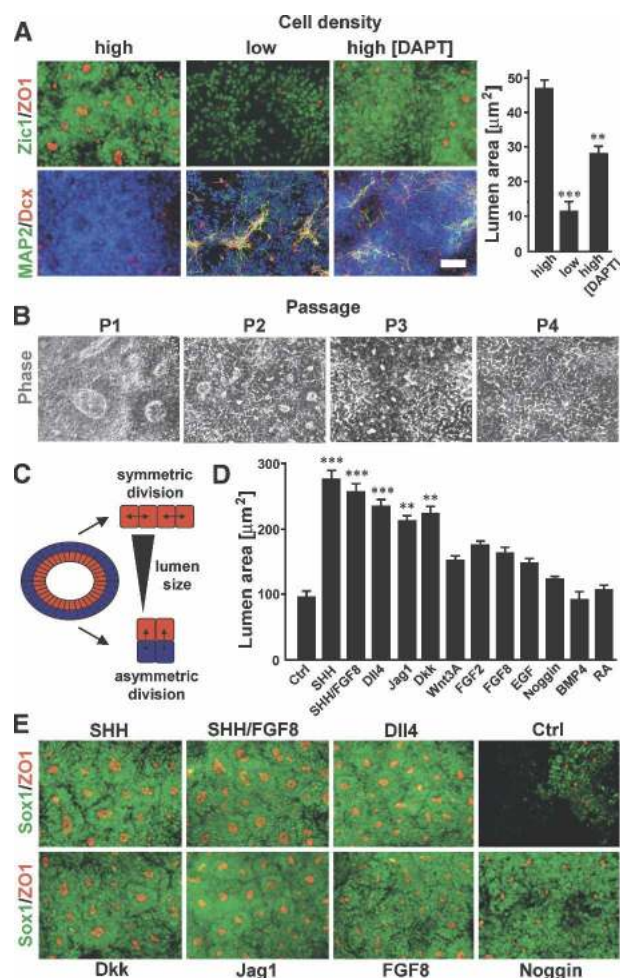 Cell density
A
high
low
high [DAPT]
Zic1/ZO1
MAP2/Dcx
Lumen area [μm²]
50
40
30
20
10
0
***
**
high
low
high
[DAPT]
B
Passage
P1
P2
P3
P4
Phase
C
symmetric
division
lumen
size
asymmetric
division
D
Lumen area [μm²]
300
200
100
0
***
***
***
**
**
Ctrl
SHH
SHH/FGF8
Dll4
Jag1
Dkk
Wnt3A
FGF2
FGF8
EGF
Noggin
BMP4
RA
E
SHH
SHH/FGF8
Dll4
Ctrl
Sox1/ZO1
Sox1/ZO1
Dkk
Jag1
FGF8
Noggin